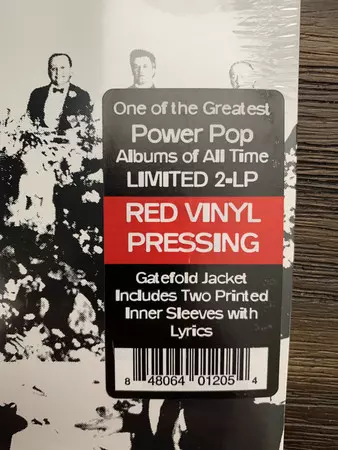 One of the Greatest
Power Pop
Albums of All Time
LIMITED 2-LP
RED VINYL
PRESSING
Gatefold Jacket
Includes Two Printed
Inner Sleeves with
Lyrics
8 48064 01205 4